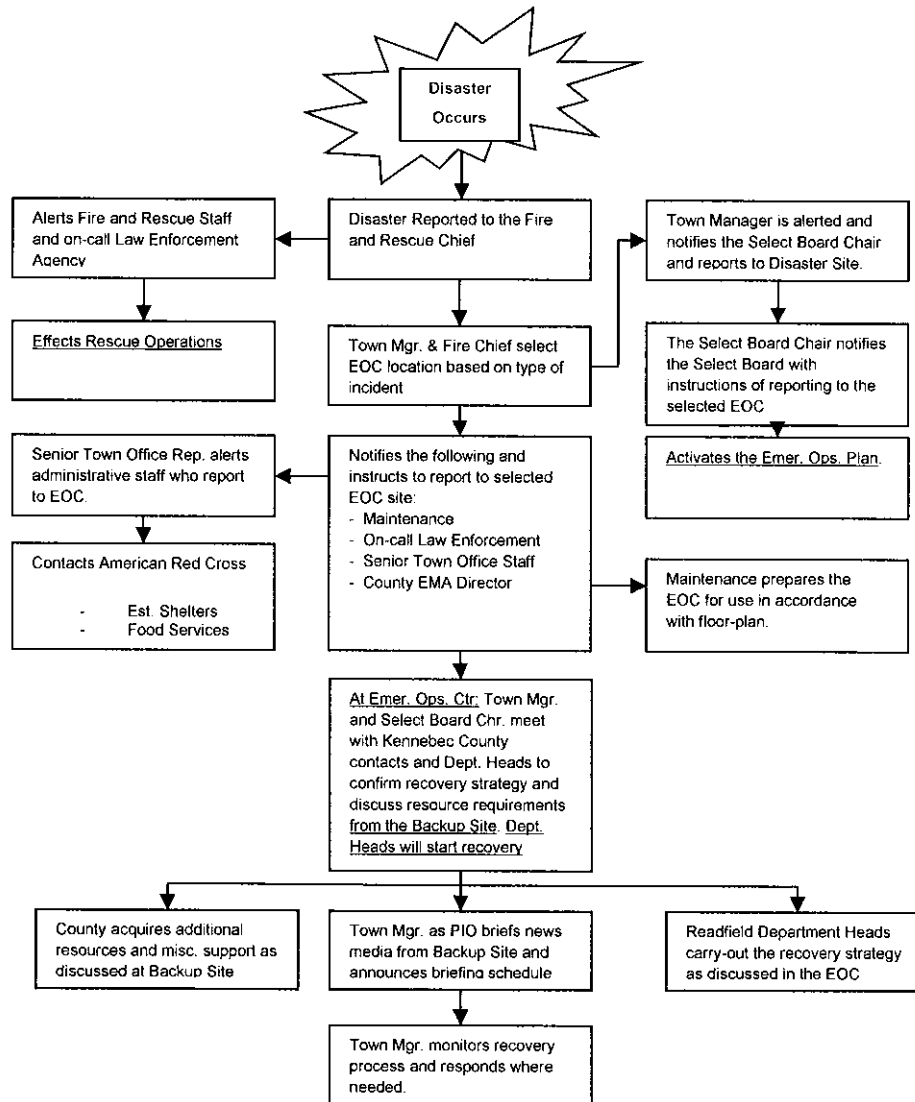 Disaster
Occurs
Alerts Fire and Rescue Staff
and on-call Law Enforcement
Agency
Disaster Reported to the Fire
and Rescue Chief
Town Manager is alerted and
notifies the Select Board Chair
and reports to Disaster Site.
Effects Rescue Operations
Town Mgr. & Fire Chief select
EOC location based on type of
incident
The Select Board Chair notifies
the Select Board with
instructions of reporting to the
selected EOC
Activates the Emer. Ops. Plan.
Senior Town Office Rep. alerts
administrative staff who report
to EOC.
Notifies the following and
instructs to report to selected
EOC site:
- Maintenance
- On-call Law Enforcement
- Senior Town Office Staff
- County EMA Director
Contacts American Red Cross
- Est. Shelters
- Food Services
Maintenance prepares the
EOC for use in accordance
with floor-plan.
At Emer. Ops. Ctr: Town Mgr.
and Select Board Chr. meet
with Kennebec County
contacts and Dept. Heads to
confirm recovery strategy and
discuss resource requirements
from the Backup Site. Dept.
Heads will start recovery
County acquires additional
resources and misc. support as
discussed at Backup Site
Town Mgr. as PIO briefs news
media from Backup Site and
announces briefing schedule
Readfield Department Heads
carry-out the recovery strategy
as discussed in the EOC
Town Mgr. monitors recovery
process and responds where
needed.